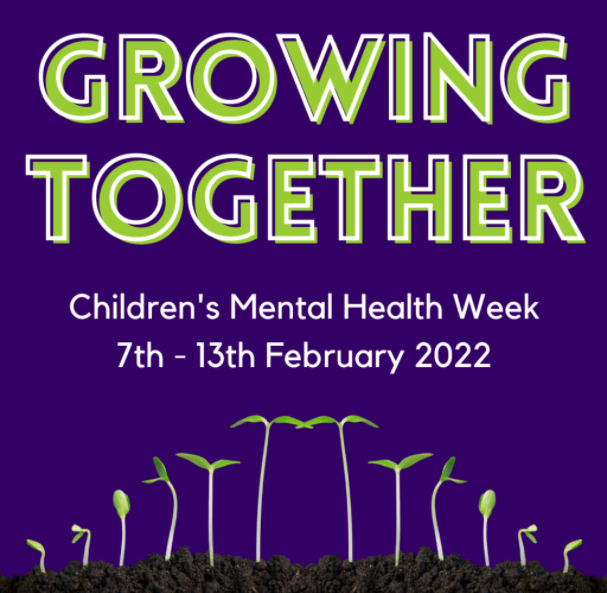 GROWING
TOGETHER
Children's Mental Health Week
7th - 13th February 2022